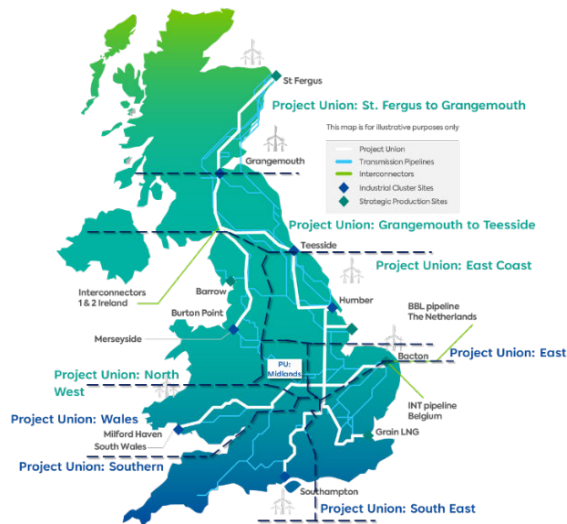 St Fergus
Project Union: St. Fergus to Grangemouth
This map is for illustrative purposes only
Project Union
Transmission Pipelines
Interconnectors
Industrial Cluster Sites
Strategic Production Sites
Grangemouth
Project Union: Grangemouth to Teesside
Teesside
Project Union: East Coast
Interconnectors
1 & 2 Ireland
Barrow
Humber
Burton Point
BBL pipeline
The Netherlands
Merseyside
Bacton
Project Union: East
PU:
Midlands
Project Union: North
West
INT pipeline
Belgium
Project Union: Wales
Milford Haven
South Wales
Grain LNG
Project Union: Southern
Southampton
Project Union: South East